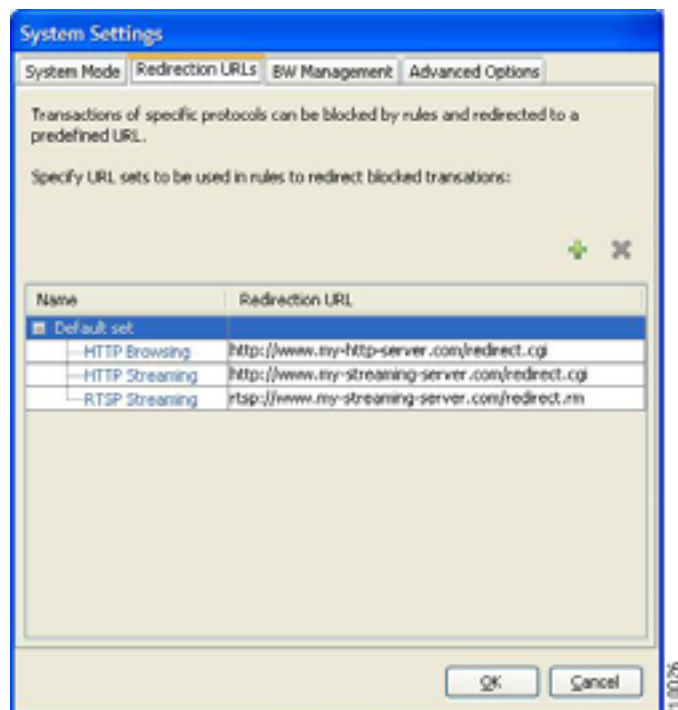 System Settings
System Mode Redirection URLs BW Management Advanced Options
Transactions of specific protocols can be blocked by rules and redirected to a
predefined URL.
Specify URL sets to be used in rules to redirect blocked transations:
Name Redirection URL
Default set
HTTP Browsing http://www.my-http-server.com/redirect.cgi
HTTP Streaming http://www.my-streaming-server.com/redirect.cgi
RTSP Streaming rtsp://www.my-streaming-server.com/redirect.rm
OK Cancel